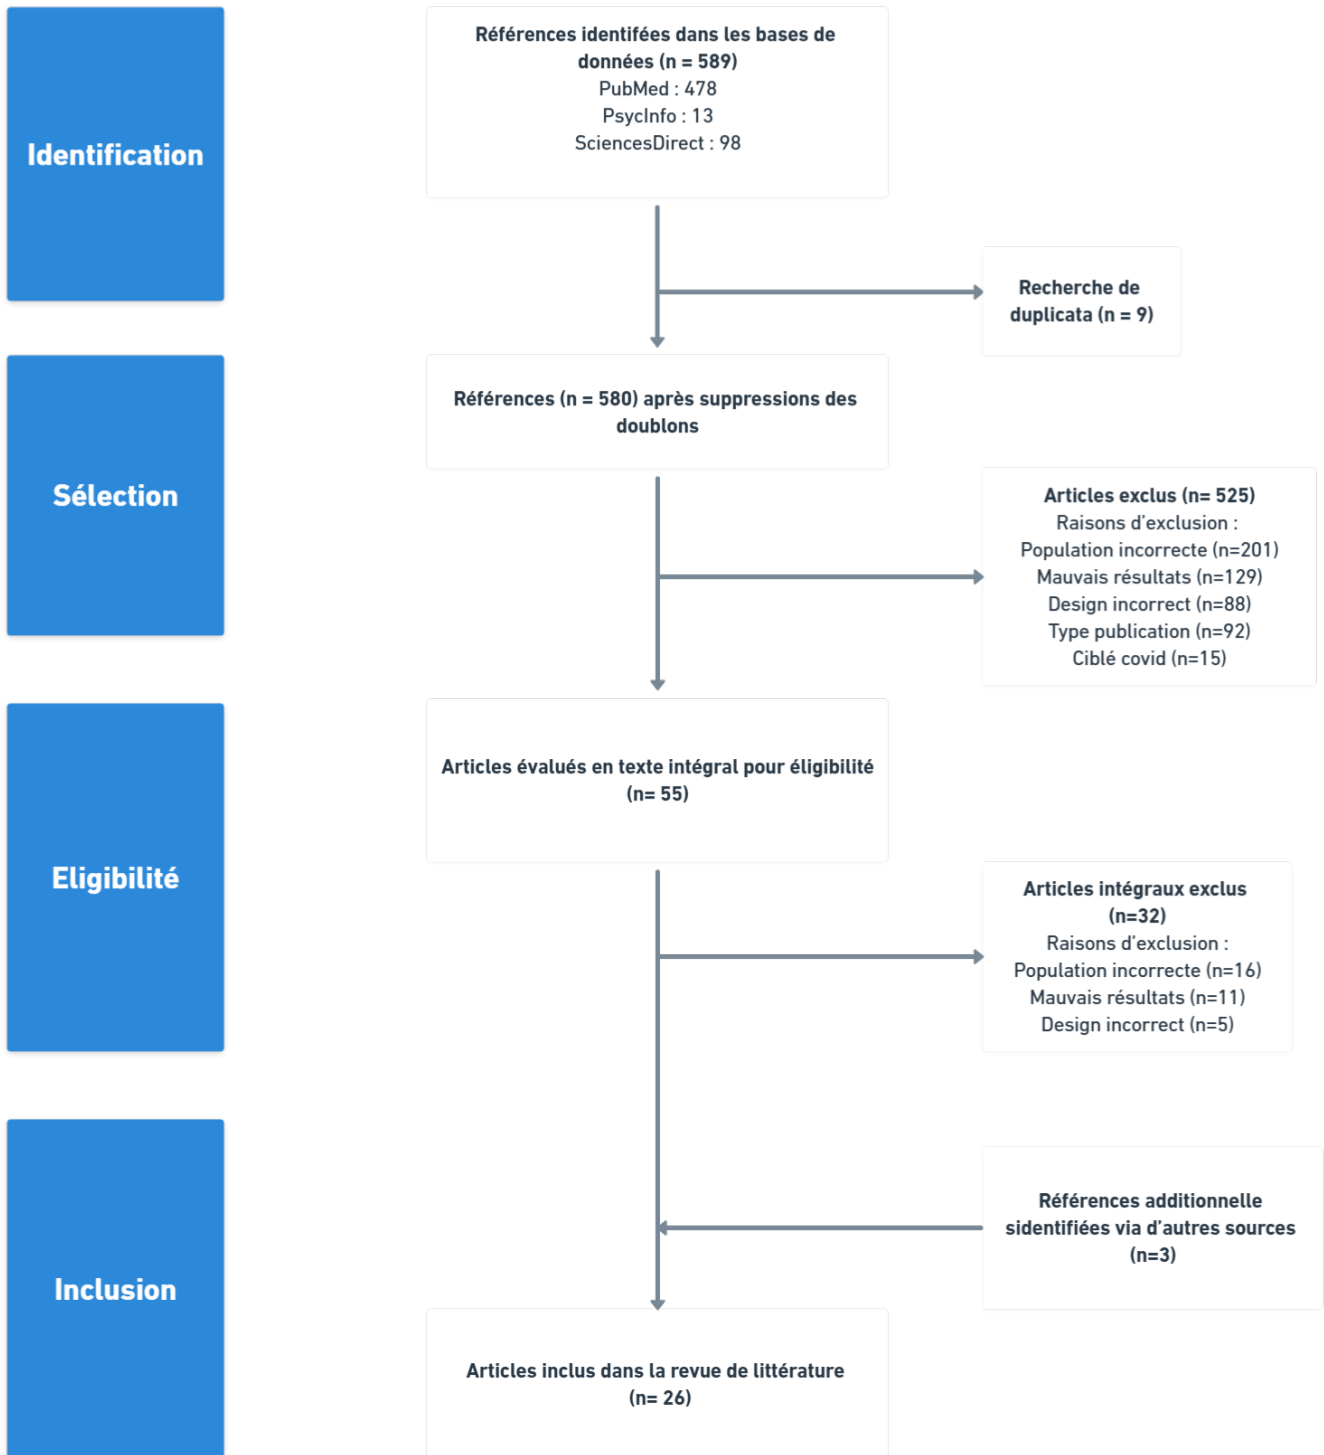 Identification
Références identifées dans les bases de
données (n = 589)
PubMed : 478
PsycInfo : 13
SciencesDirect : 98
Recherche de
duplicata (n = 9)
Sélection
Références (n = 580) après suppressions des
doublons
Articles exclus (n= 525)
Raisons d'exclusion :
Population incorrecte (n=201)
Mauvais résultats (n=129)
Design incorrect (n=88)
Type publication (n=92)
Ciblé covid (n=15)
Eligibilité
Articles évalués en texte intégral pour éligibilité
(n= 55)
Articles intégraux exclus
(n=32)
Raisons d'exclusion :
Population incorrecte (n=16)
Mauvais résultats (n=11)
Design incorrect (n=5)
Inclusion
Références additionnelle
sidentifiées via d'autres sources
(n=3)
Articles inclus dans la revue de littérature
(n= 26)